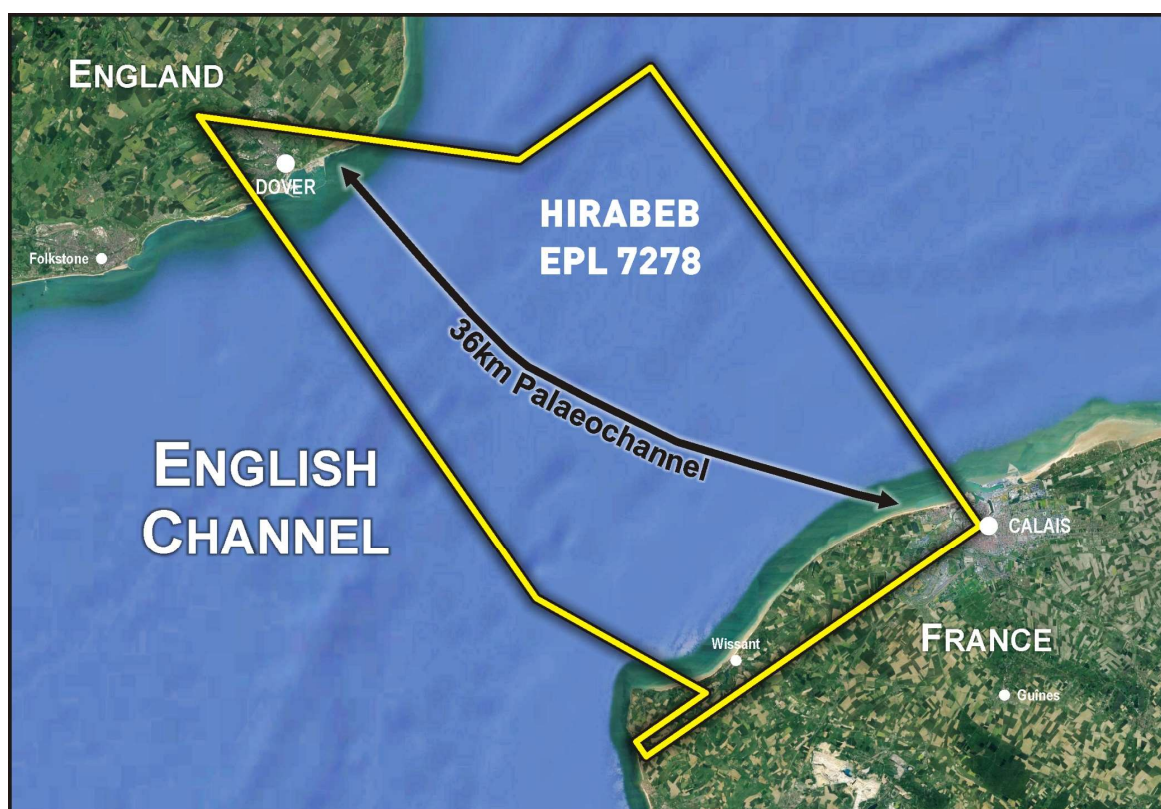 ENGLAND
DOVER
Folkstone
HIRABEB
EPL 7278
36km Palaeochannel
ENGLISH
CHANNEL
CALAIS
Wissant
FRANCE
Guines